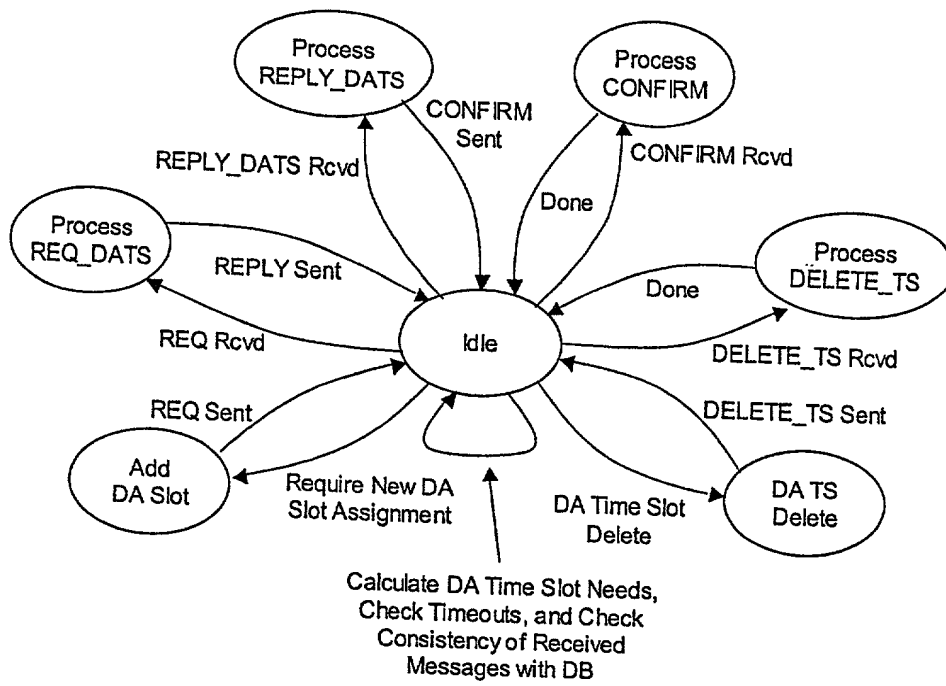 Process
REPLY_DATS
Process
CONFIRM
CONFIRM
Sent
REPLY_DATS Rcvd
CONFIRM Rcvd
Done
Process
REQ_DATS
REPLY Sent
Process
DELETE_TS
Done
Idle
REQ Rcvd
DELETE_TS Rcvd
REQ Sent
DELETE_TS Sent
Add
DA Slot
Require New DA
Slot Assignment
DA Time Slot
Delete
DA TS
Delete
Calculate DA Time Slot Needs,
Check Timeouts, and Check
Consistency of Received
Messages with DB